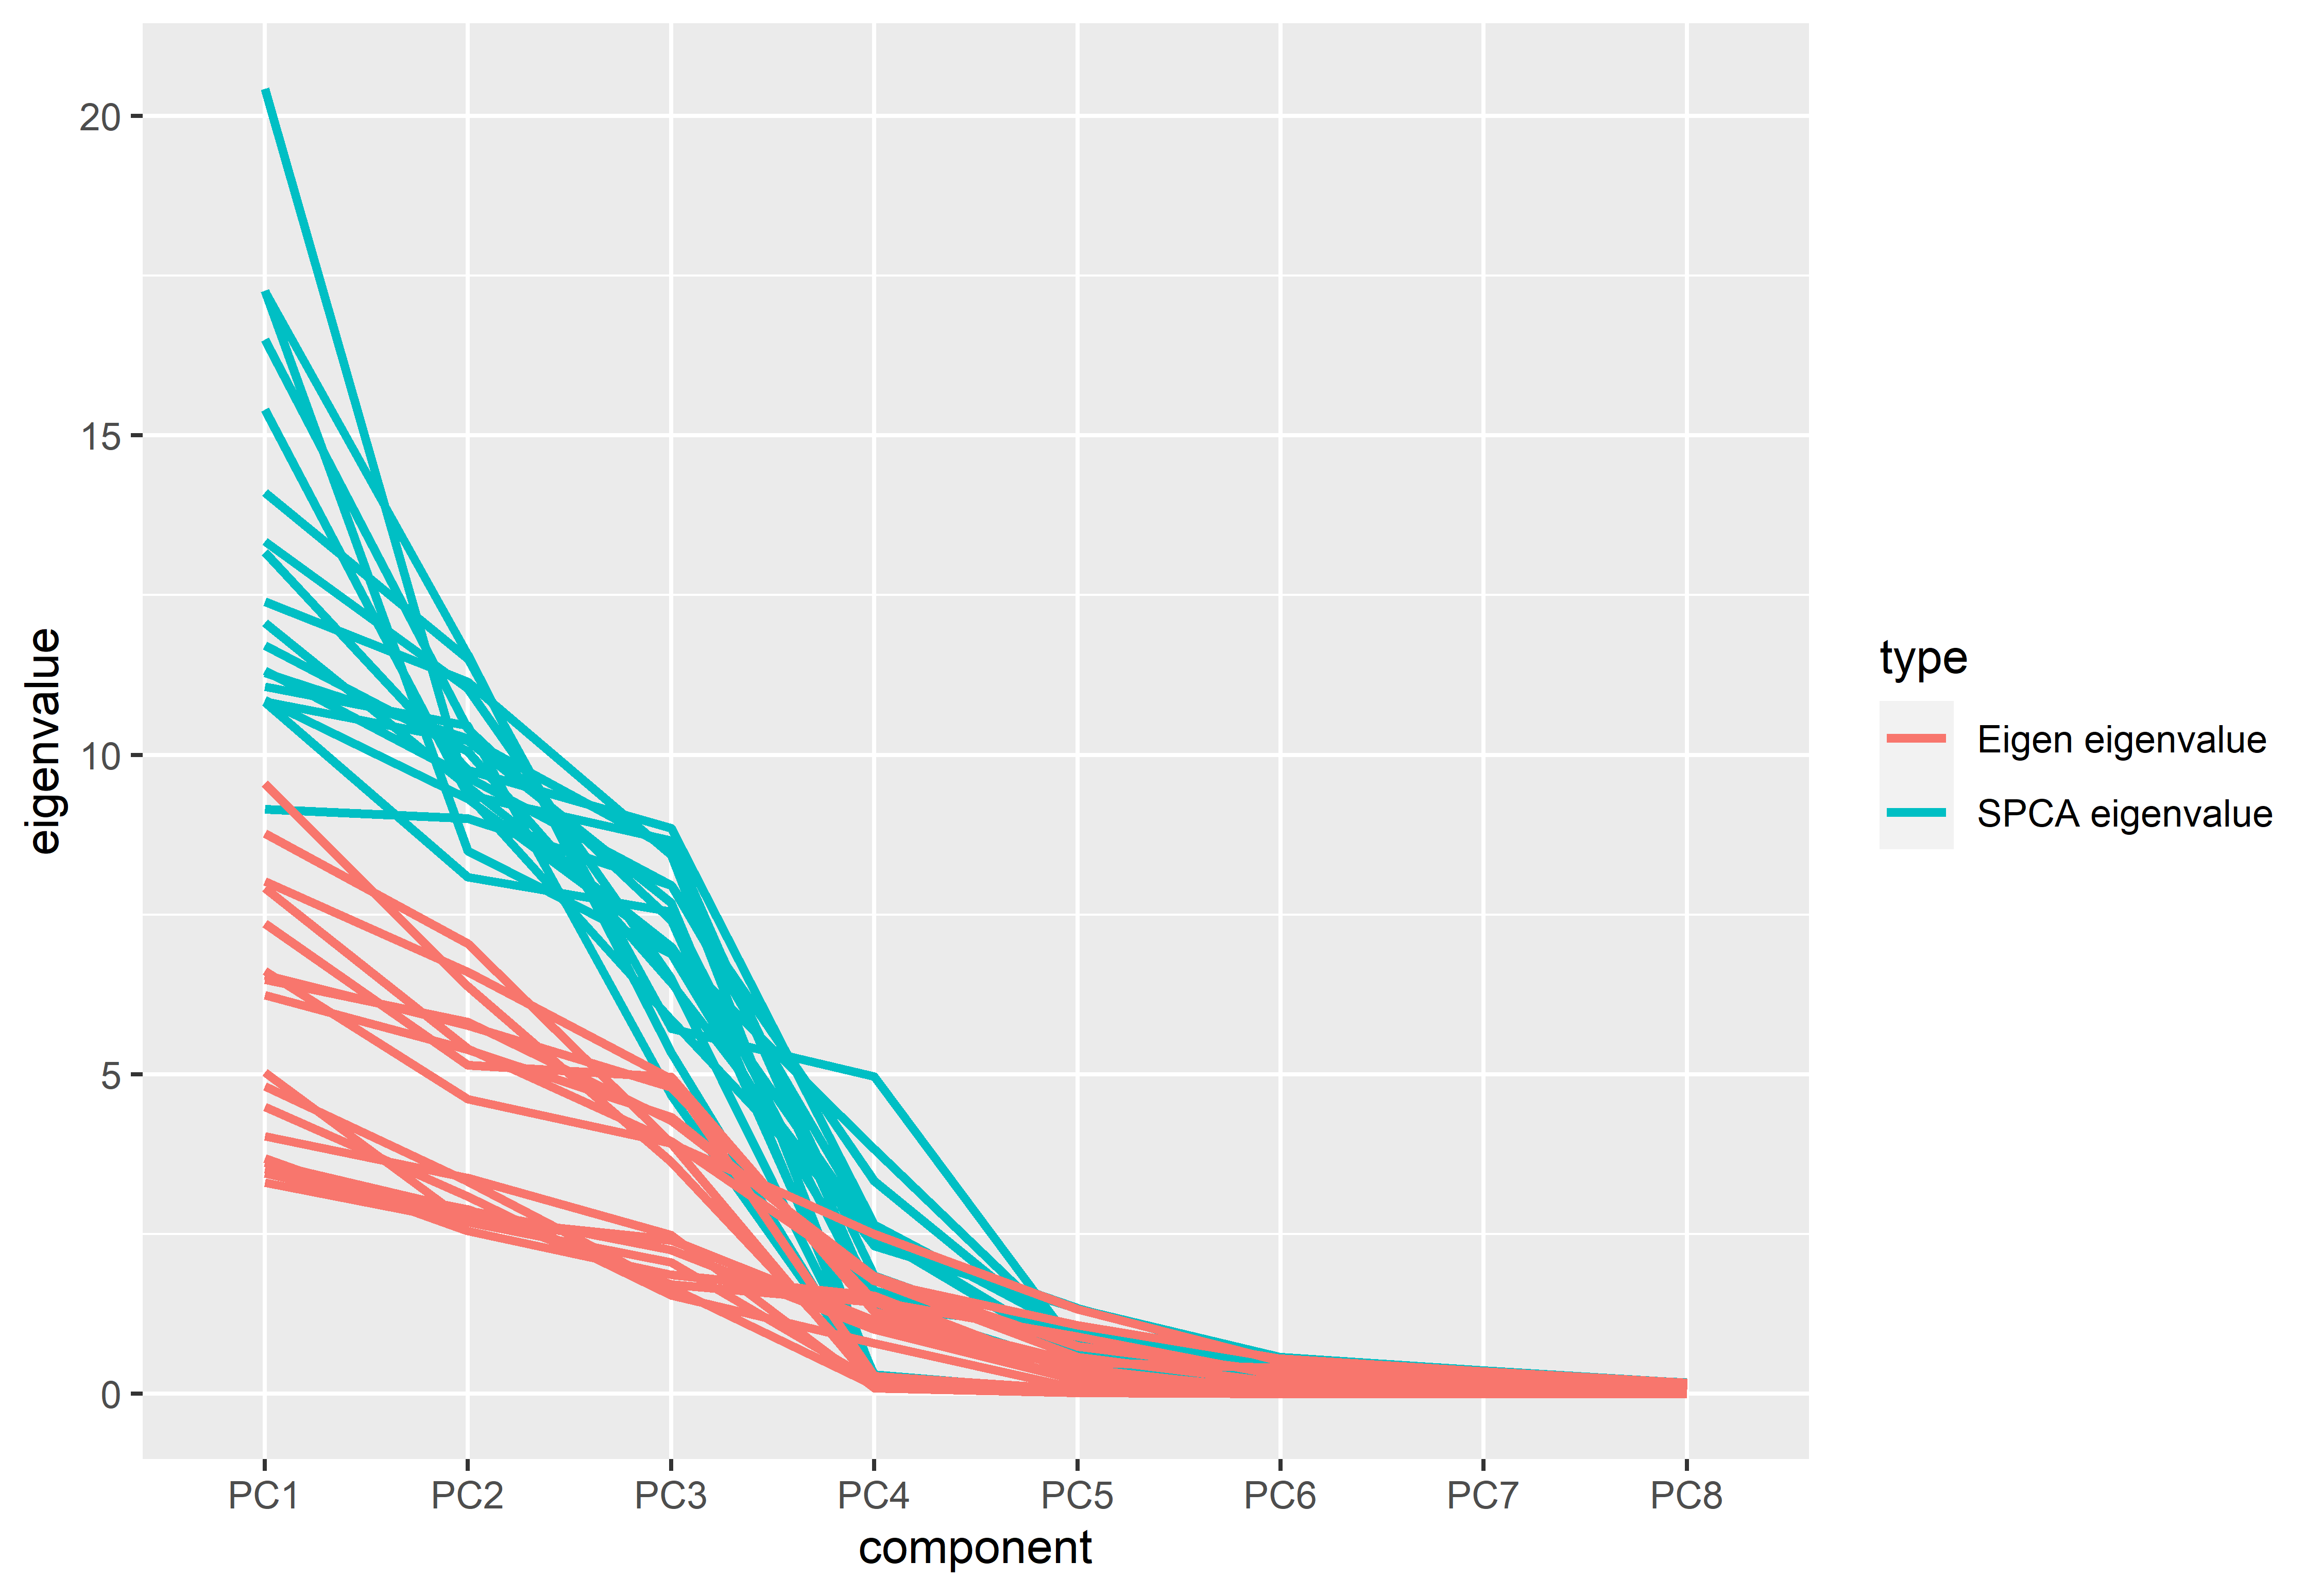 20
15
10
5
0
eigenvalue
PC1 PC2 PC3 PC4 PC5 PC6 PC7 PC8
component
type
Eigen eigenvalue
SPCA eigenvalue